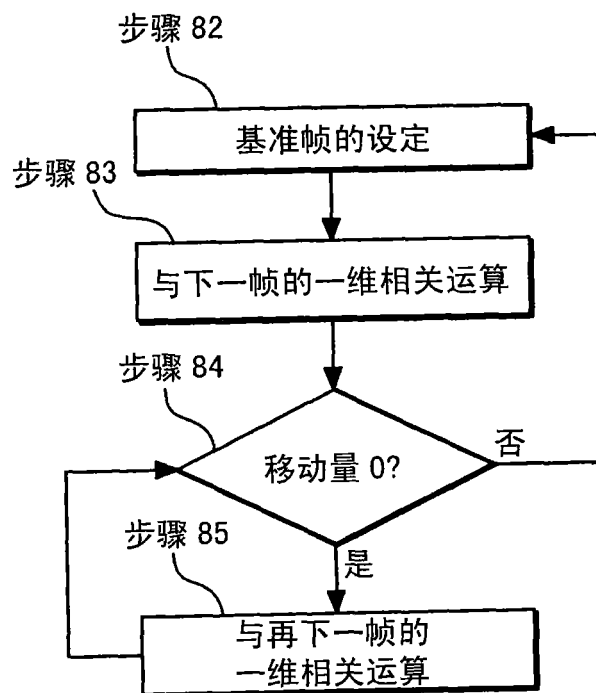 步骤 82
基准帧的设定
步骤 83
与下一帧的一维相关运算
步骤 84
移动量 0?
否
步骤 85
是
与再下一帧的
一维相关运算